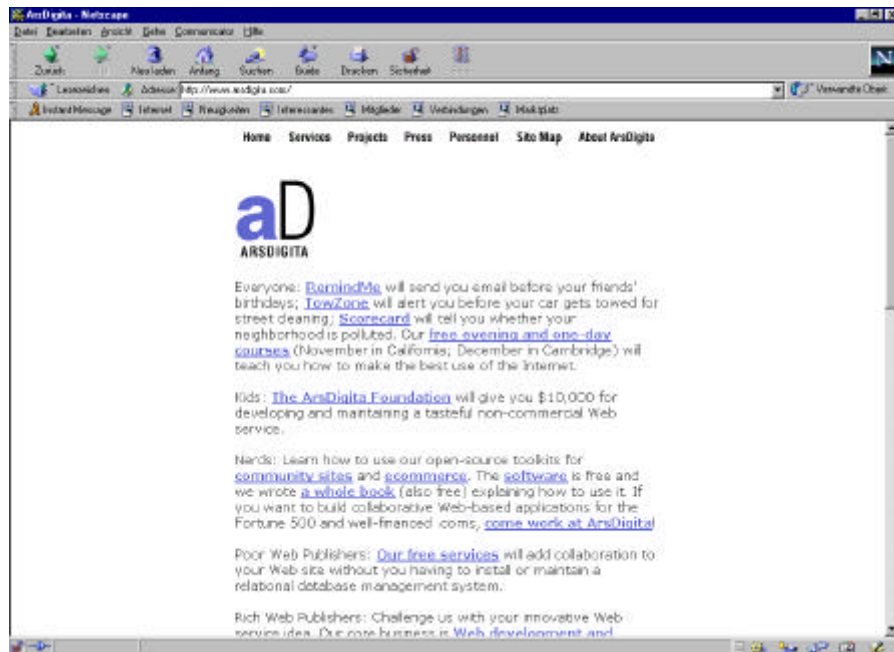 ArsDigita - Netscape
Datei Bearbeiten Ansicht Gehe Communicator Hilfe
Zurück Neu laden Anfang Suchen Guide Drucken Sicherheit
Lesezeichen Adresse http://www.arsdigita.com/ Verwandte Objek
Instant Message Internet Neuigkeiten Interessantes Mitglieder Verbindungen Marktplatz
Home Services Projects Press Personnel Site Map About ArsDigita
aD
ARSDIGITA
Everyone: RemindMe will send you email before your friends'
birthdays; TowZone will alert you before your car gets towed for
street cleaning; Scorecard will tell you whether your
neighborhood is polluted. Our free evening and one-day
courses (November in California; December in Cambridge) will
teach you how to make the best use of the Internet.
Kids: The ArsDigita Foundation will give you $10,000 for
developing and maintaining a tasteful non-commercial Web
service.
Nerds: Learn how to use our open-source toolkits for
community sites and ecommerce. The software is free and
we wrote a whole book (also free) explaining how to use it. If
you want to build collaborative Web-based applications for the
Fortune 500 and well-financed .coms, come work at ArsDigita!
Poor Web Publishers: Our free services will add collaboration to
your Web site without you having to install or maintain a
relational database management system.
Rich Web Publishers: Challenge us with your innovative Web
service idea. Our core business is Web development and